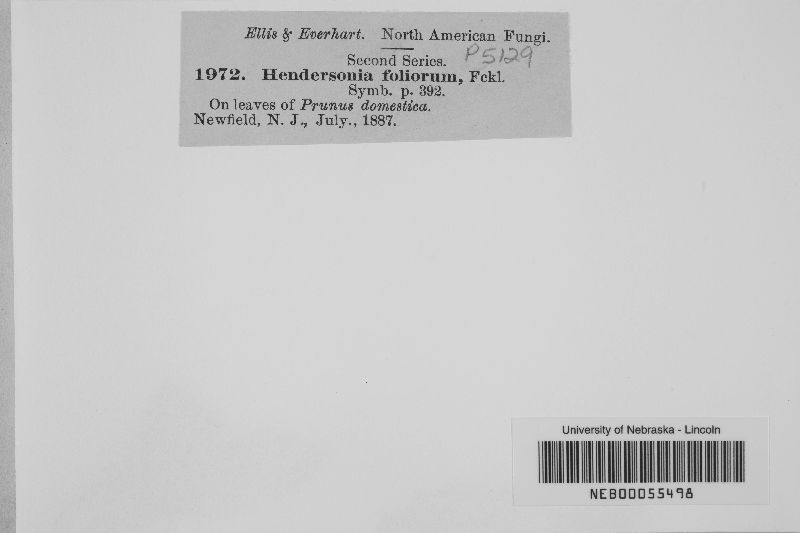 Ellis & Everhart. North American Fungi.
Second Series. P5129
1972. Hendersonia foliorum, Fckl.
Symb. p. 392.
On leaves of Prunus domestica.
Newfield, N. J., July., 1887.
University of Nebraska - Lincoln
NEB00055498